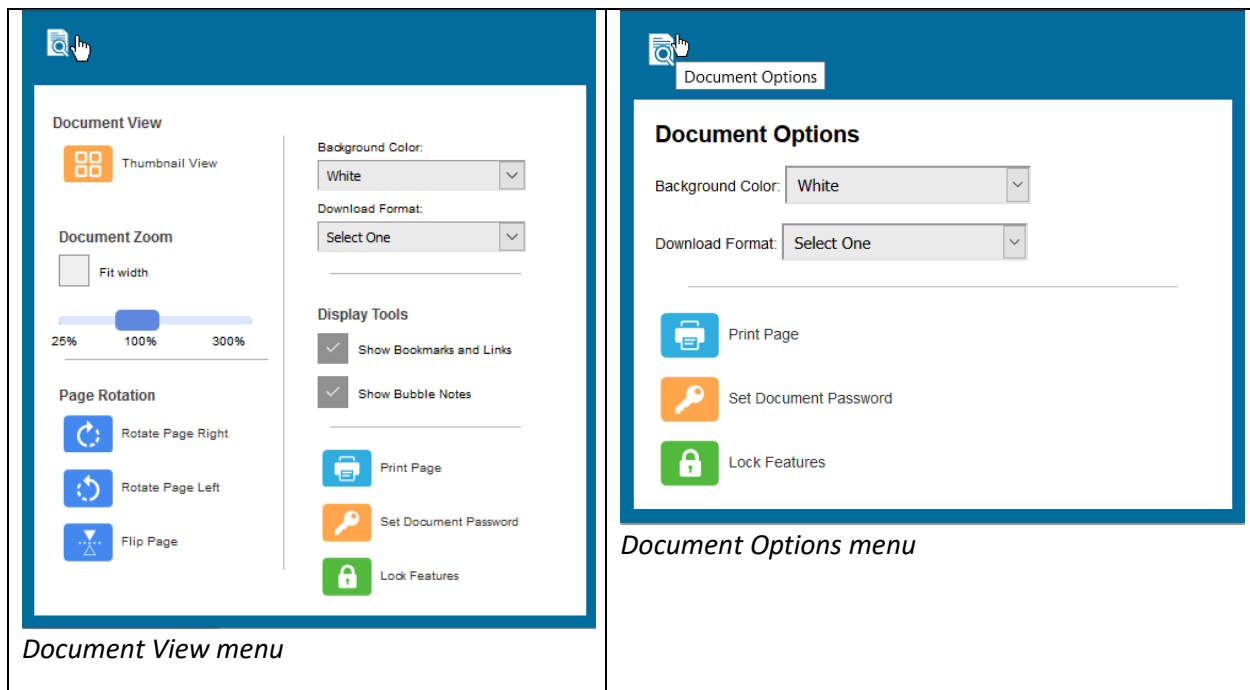 Document View
Thumbnail View
Document Zoom
Fit width
25% 100% 300%
Page Rotation
Rotate Page Right
Rotate Page Left
Flip Page
Background Color:
White
Download Format:
Select One
Display Tools
Show Bookmarks and Links
Show Bubble Notes
Print Page
Set Document Password
Lock Features
Document View menu
Document Options
Document Options
Background Color: White
Download Format: Select One
Print Page
Set Document Password
Lock Features
Document Options menu